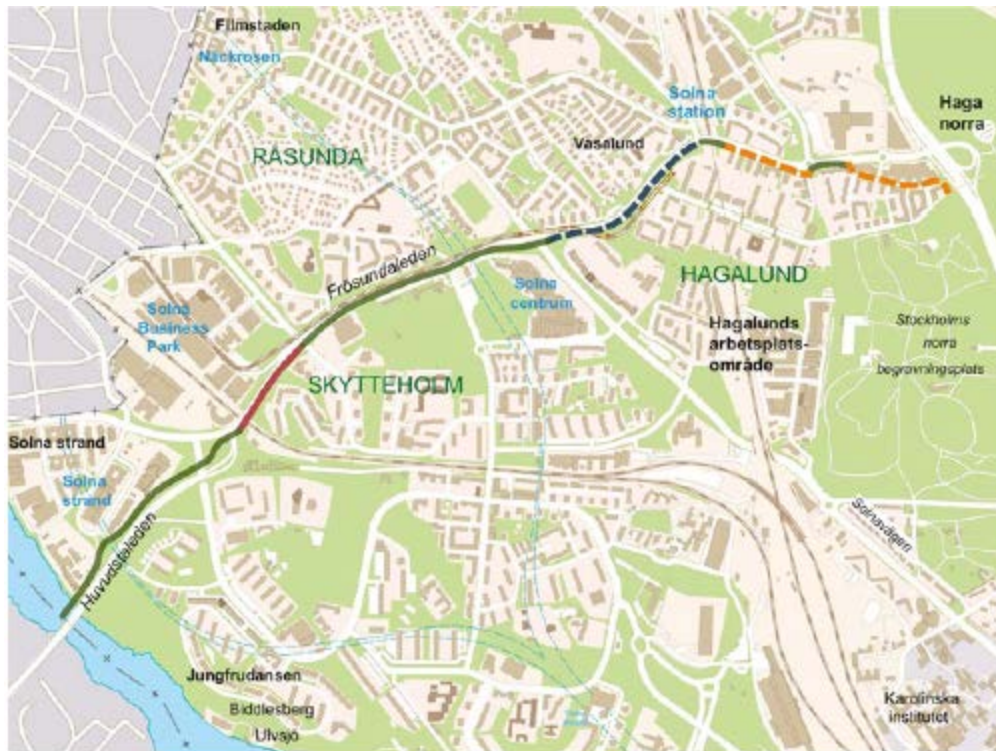 Filmstaden
Näckrosen
Solna
station
Haga
norra
Vasalund
RÅSUNDA
Frösundaleden
HAGALUND
Solna
centrum
Solna
Business
Park
Hagalunds
arbetsplats-
område
Stockholms
norra
begravningsplats
SKYTTEHOLM
Solna strand
Solna
strand
Huvudstaleden
Solnavägen
Jungfrudansen
Biddlesberg
Ulvsjö
Karolinska
institutet